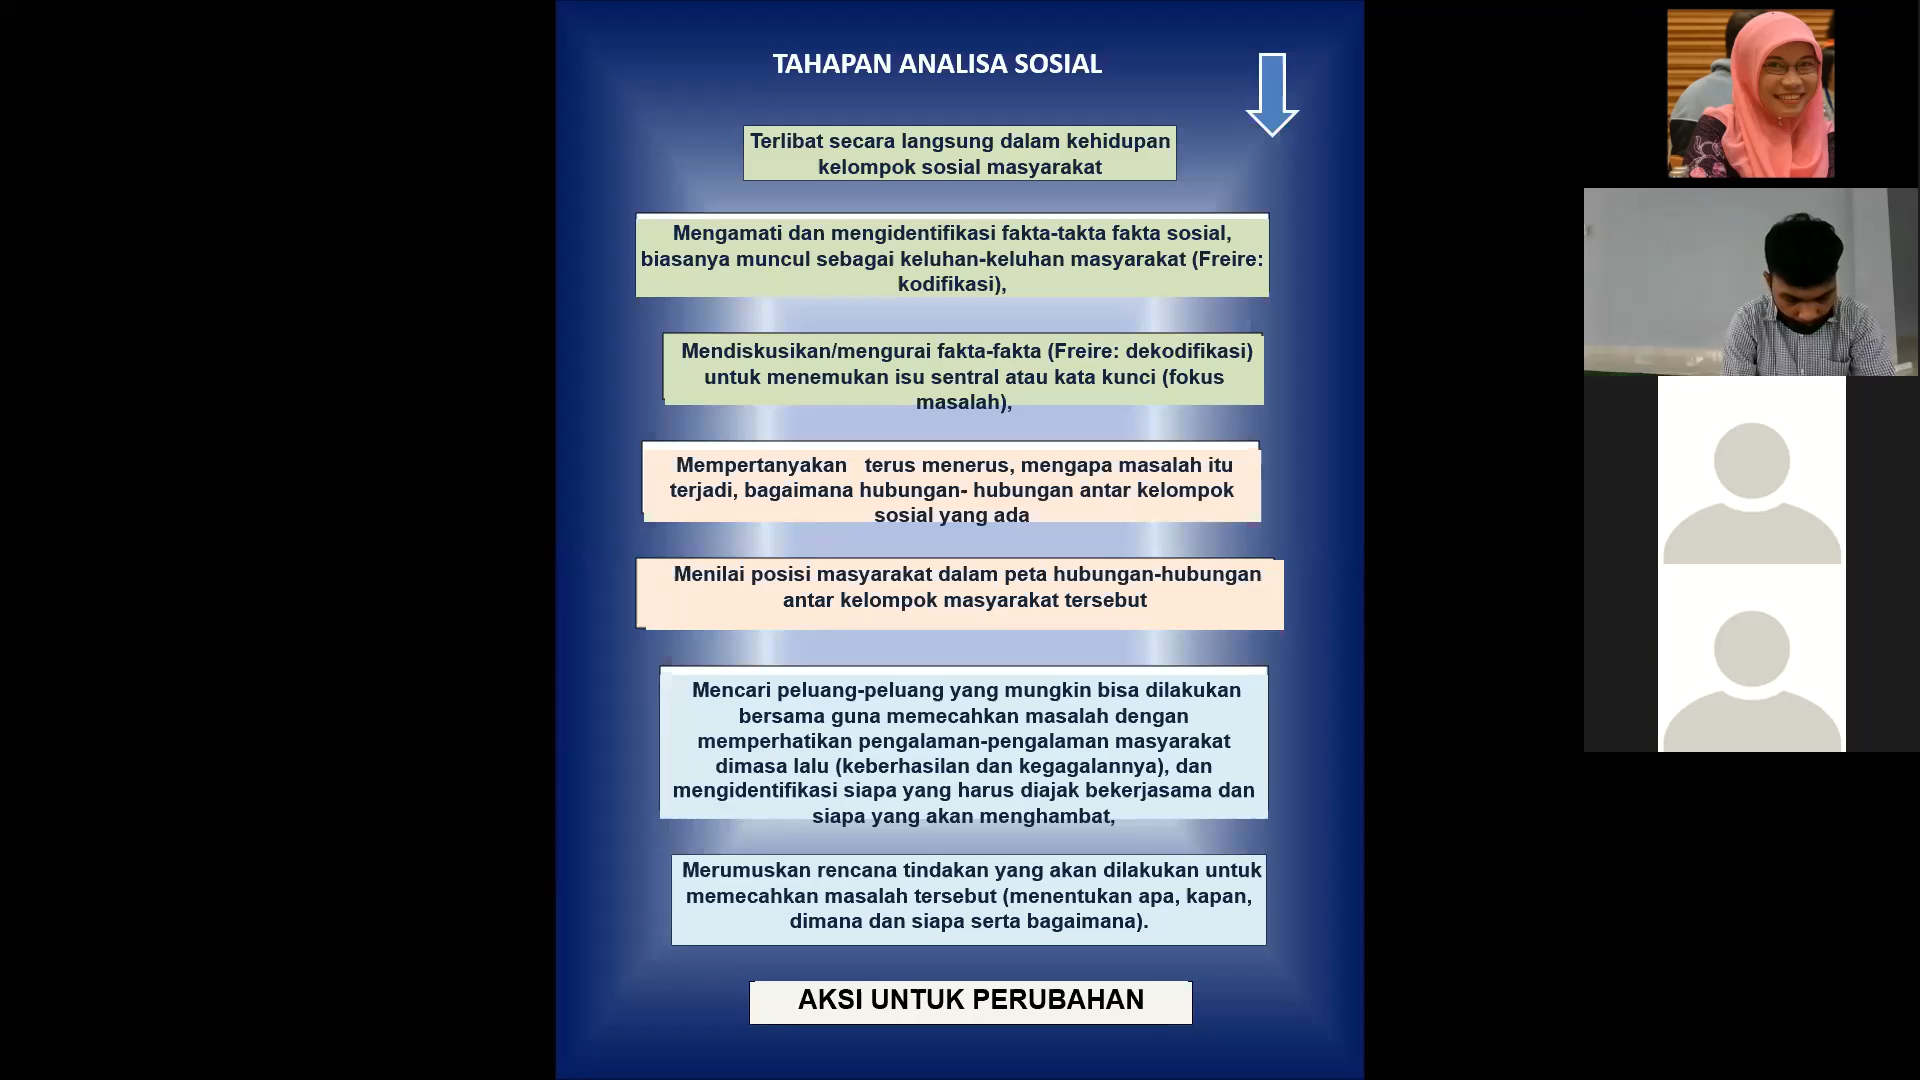 TAHAPAN ANALISA SOSIAL
Terlibat secara langsung dalam kehidupan
kelompok sosial masyarakat
Mengamati dan mengidentifikasi fakta-takta fakta sosial,
biasanya muncul sebagai keluhan-keluhan masyarakat (Freire:
kodifikasi),
Mendiskusikan/mengurai fakta-fakta (Freire: dekodifikasi)
untuk menemukan isu sentral atau kata kunci (fokus
masalah),
Mempertanyakan terus menerus, mengapa masalah itu
terjadi, bagaimana hubungan- hubungan antar kelompok
sosial yang ada
Menilai posisi masyarakat dalam peta hubungan-hubungan
antar kelompok masyarakat tersebut
Mencari peluang-peluang yang mungkin bisa dilakukan
bersama guna memecahkan masalah dengan
memperhatikan pengalaman-pengalaman masyarakat
dimasa lalu (keberhasilan dan kegagalannya), dan
mengidentifikasi siapa yang harus diajak bekerjasama dan
siapa yang akan menghambat,
Merumuskan rencana tindakan yang akan dilakukan untuk
memecahkan masalah tersebut (menentukan apa, kapan,
dimana dan siapa serta bagaimana).
AKSI UNTUK PERUBAHAN